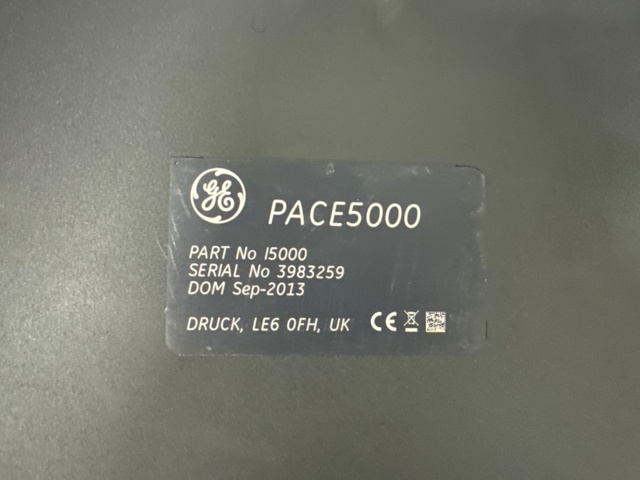 GE
PACE5000
PART No I5000
SERIAL No 3983259
DOM Sep-2013
DRUCK, LE6 0FH, UK CE